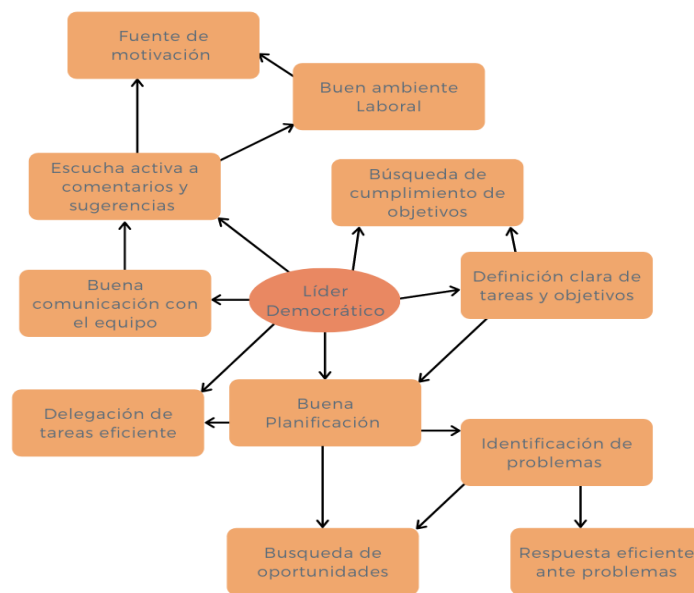 Fuente de
motivación
Buen ambiente
Laboral
Escucha activa a
comentarios y
sugerencias
Búsqueda de
cumplimiento de
objetivos
Buena
comunicación con
el equipo
Líder
Democrático
Definición clara de
tareas y objetivos
Delegación de
tareas eficiente
Buena
Planificación
Identificación de
problemas
Busqueda de
oportunidades
Respuesta eficiente
ante problemas